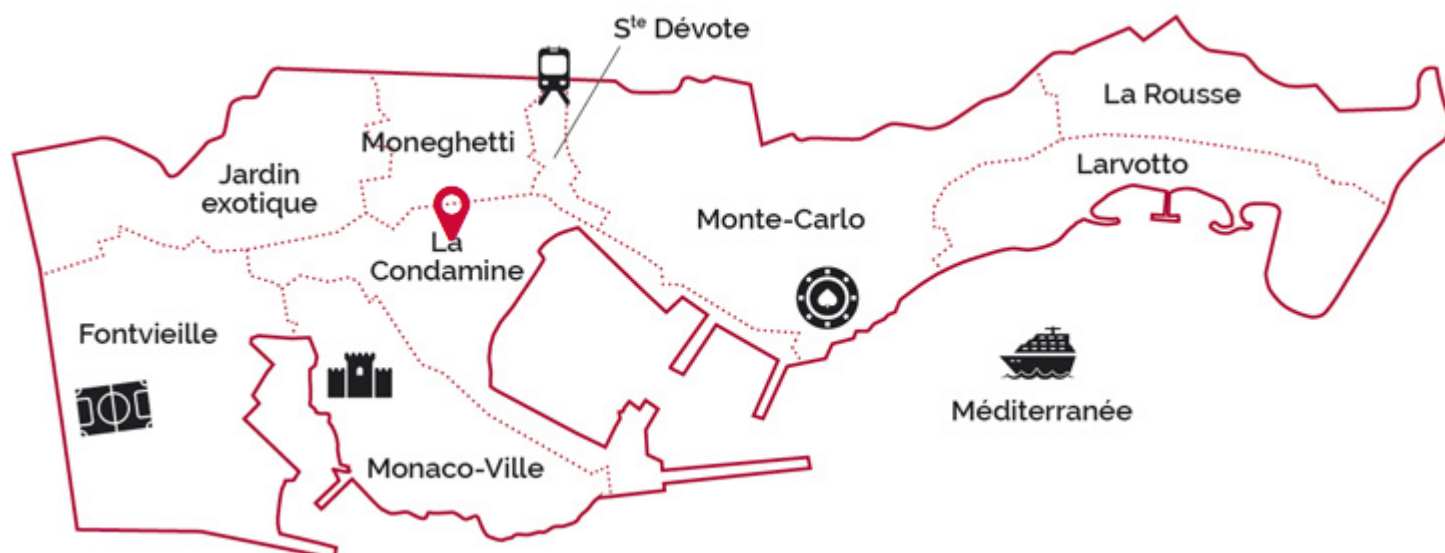 Sᵗᵉ Dévote
La Rousse
Moneghetti
Larvotto
Jardin
exotique
Monte-Carlo
La
Condamine
Fontvieille
Méditerranée
Monaco-Ville